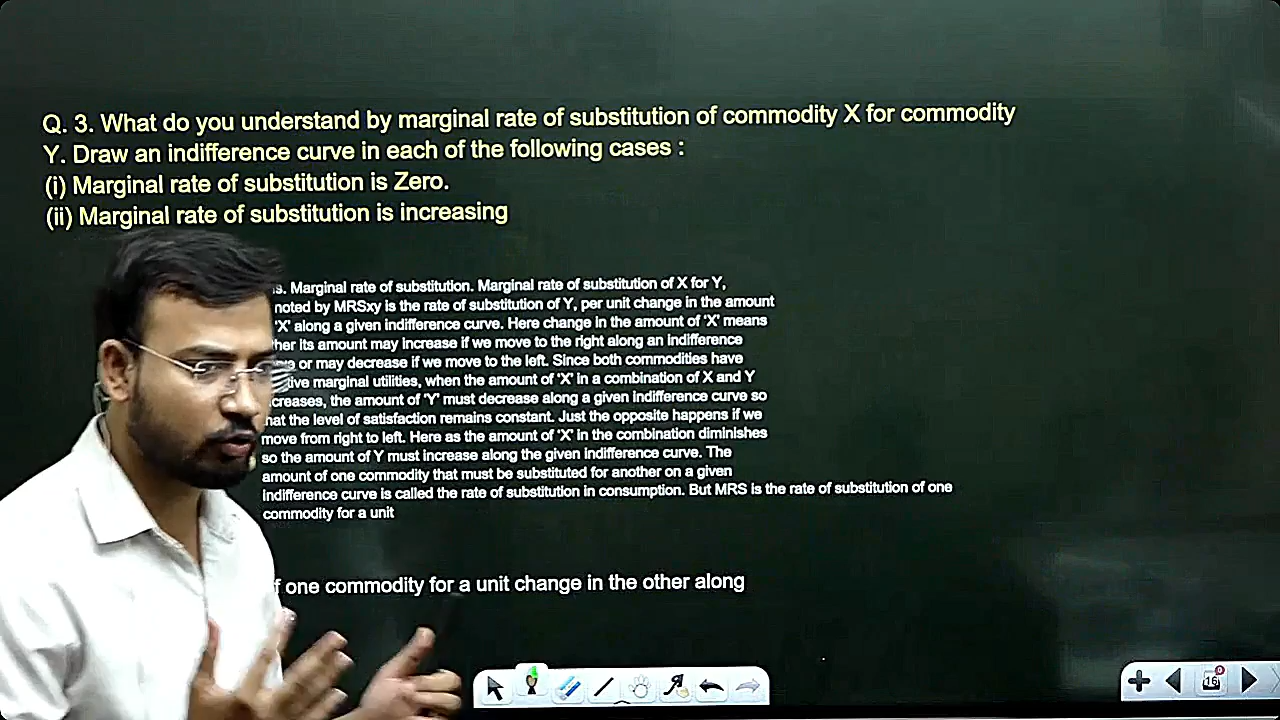 Q. 3. What do you understand by marginal rate of substitution of commodity X for commodity
Y. Draw an indifference curve in each of the following cases :
(i) Marginal rate of substitution is Zero.
(ii) Marginal rate of substitution is increasing
s. Marginal rate of substitution. Marginal rate of substitution of X for Y,
noted by MRSxy is the rate of substitution of Y, per unit change in the amount
'X' along a given indifference curve. Here change in the amount of 'X' means
her its amount may increase if we move to the right along an indifference
or may decrease if we move to the left. Since both commodities have
tive marginal utilities, when the amount of 'X' in a combination of X and Y
creases, the amount of 'Y' must decrease along a given indifference curve so
hat the level of satisfaction remains constant. Just the opposite happens if we
move from right to left. Here as the amount of 'X' in the combination diminishes
so the amount of Y must increase along the given indifference curve. The
amount of one commodity that must be substituted for another on a given
indifference curve is called the rate of substitution in consumption. But MRS is the rate of substitution of one
commodity for a unit
f one commodity for a unit change in the other along
16